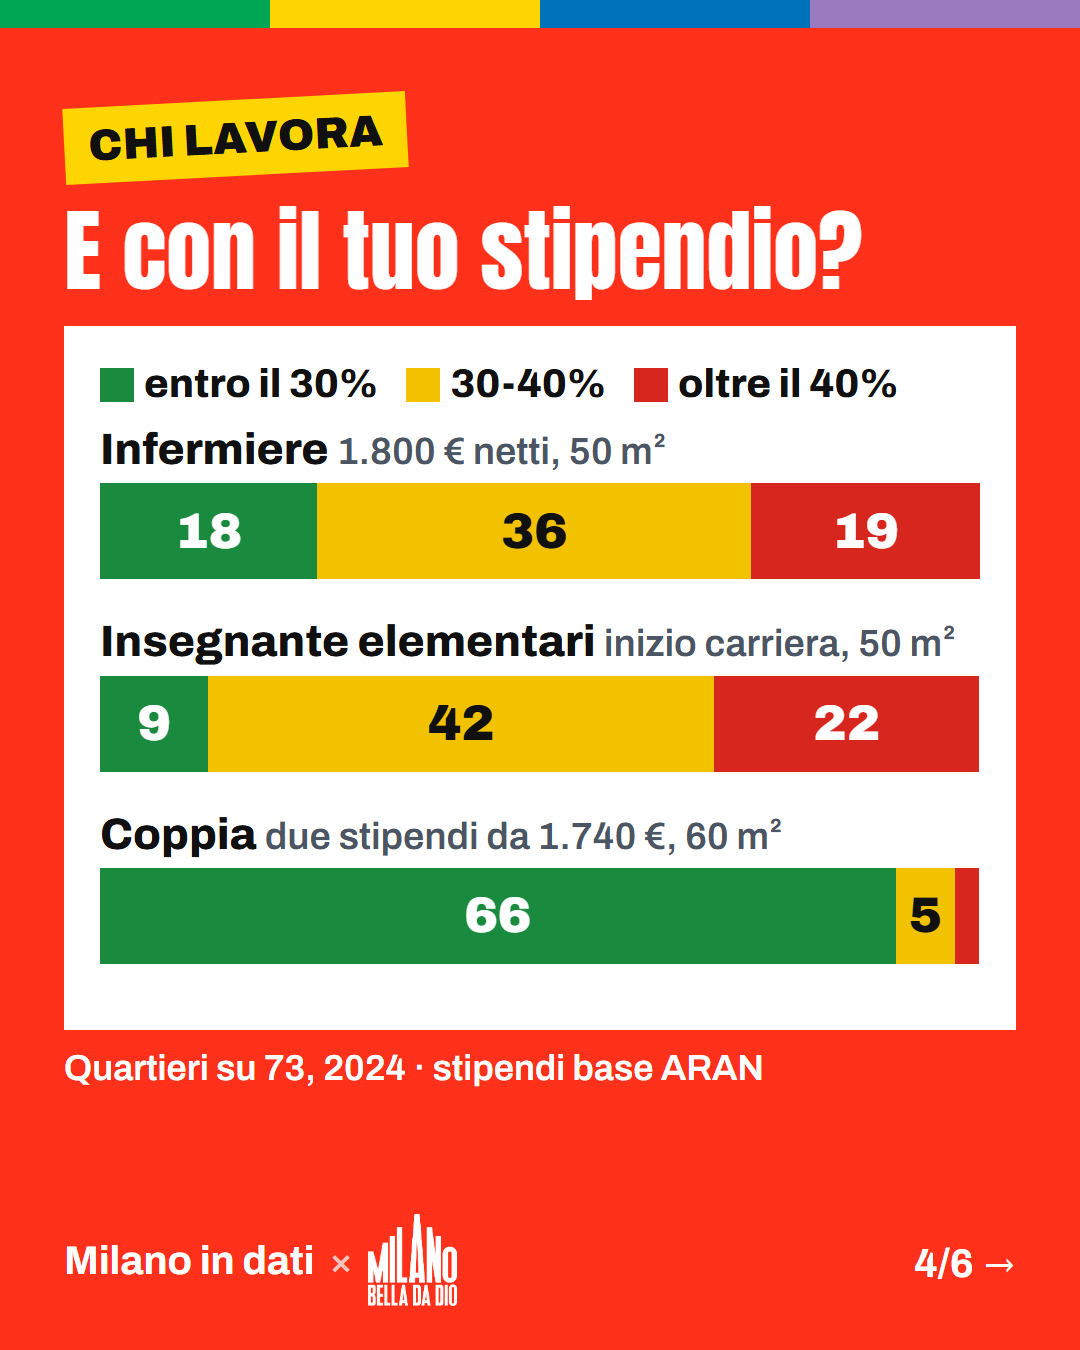 CHI LAVORA
E con il tuo stipendio?
entro il 30% 30-40% oltre il 40%
Infermiere 1.800 € netti, 50 m²
18 36 19
Insegnante elementari inizio carriera, 50 m²
9 42 22
Coppia due stipendi da 1.740 €, 60 m²
66 5
Quartieri su 73, 2024 · stipendi base ARAN
Milano in dati × MILANO
BELLA DA DIO
4/6 →